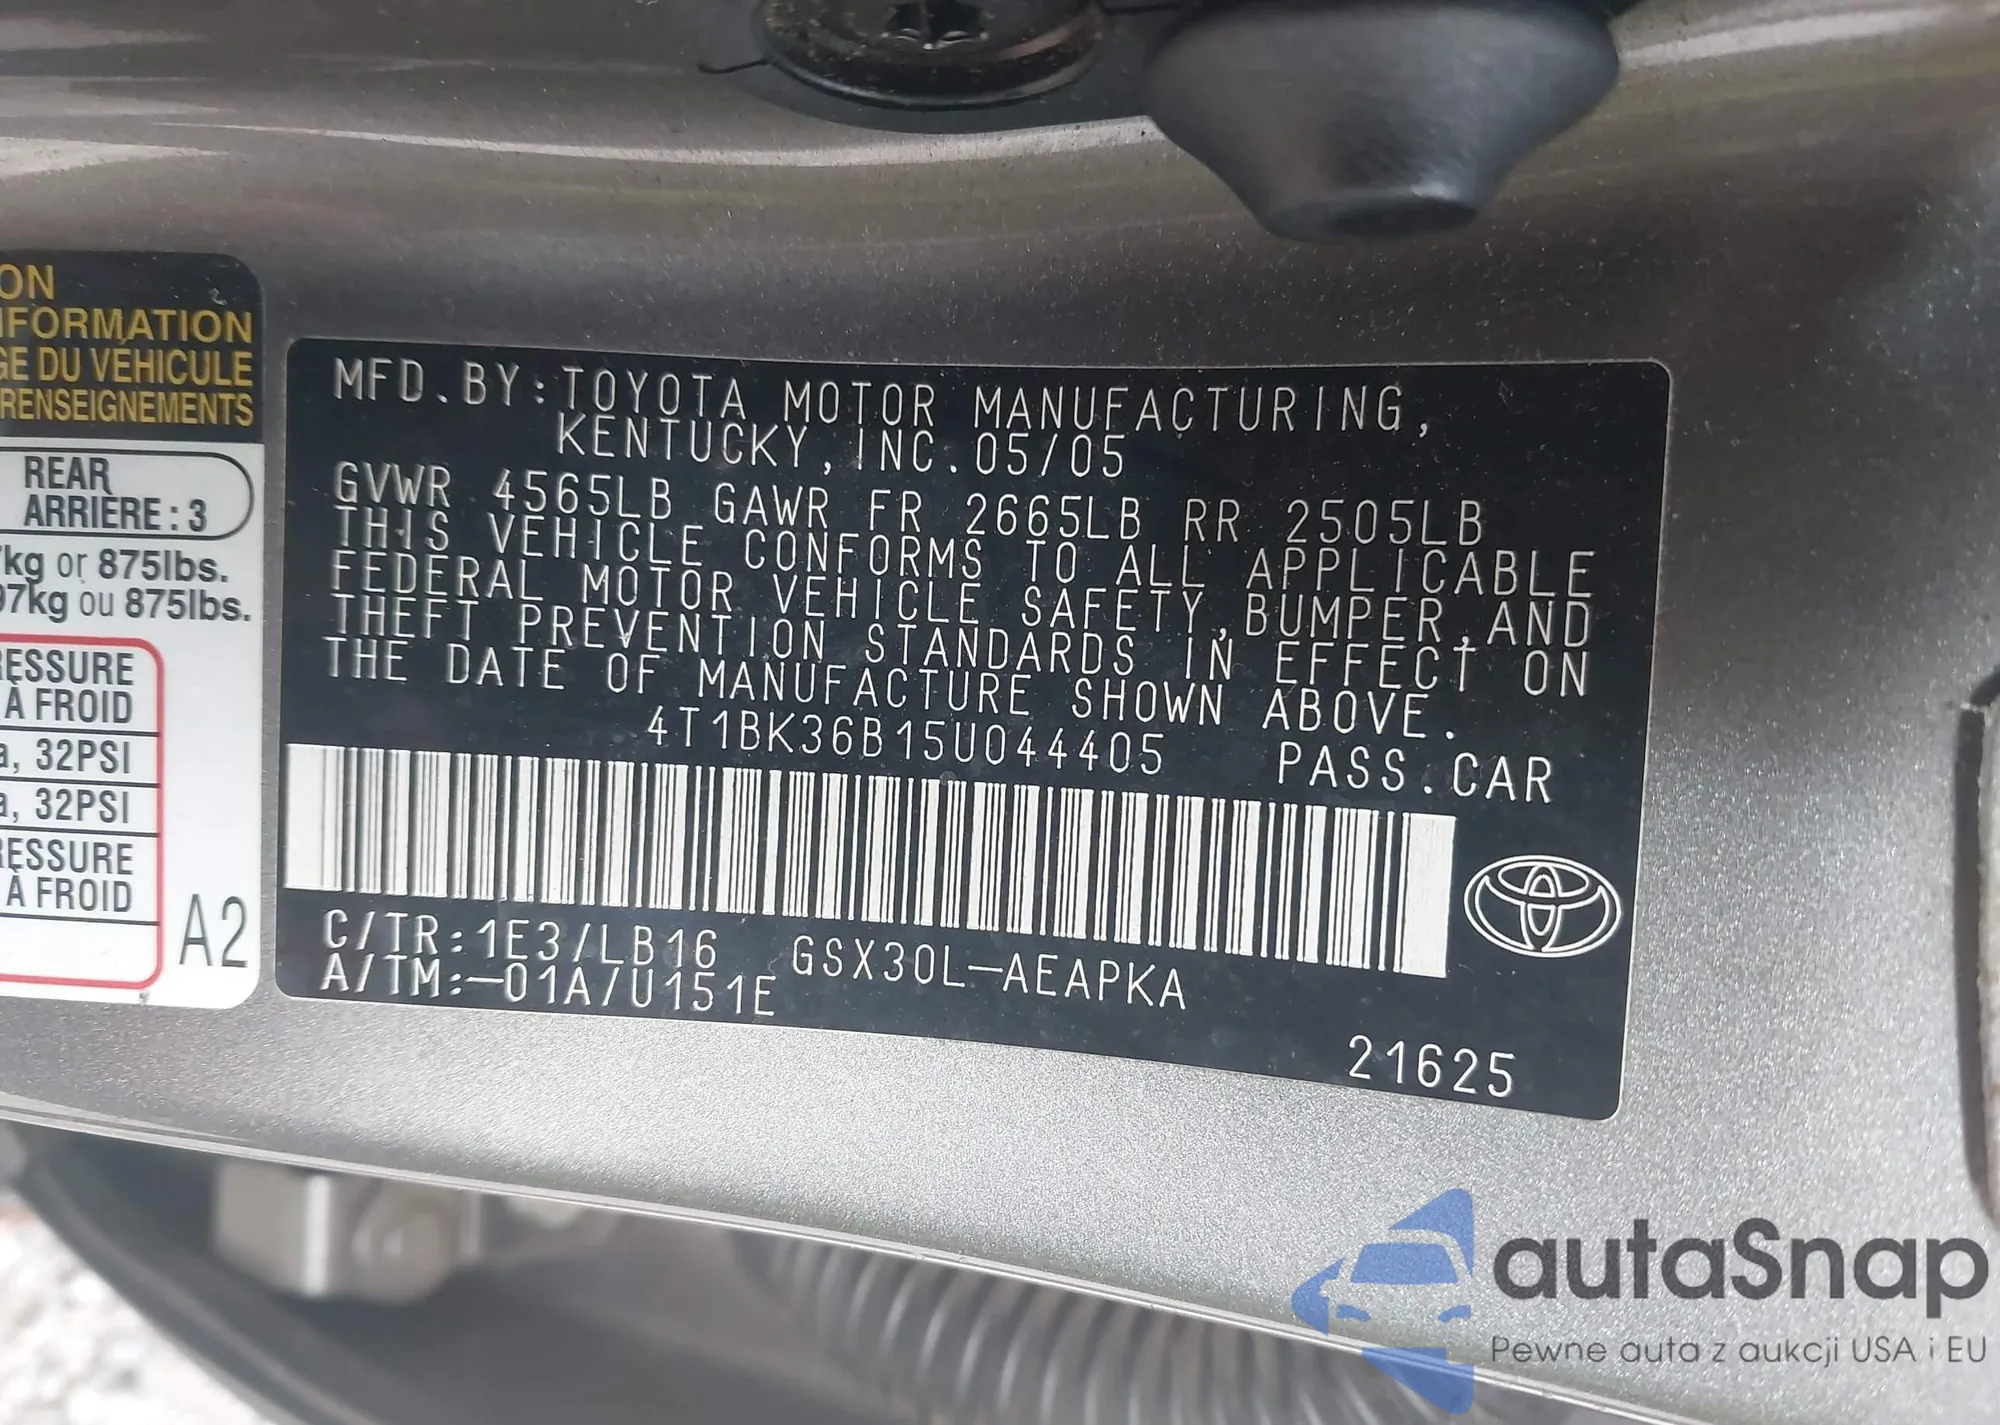 ON
NFORMATION
GE DU VÉHICULE
RENSEIGNEMENTS
REAR
ARRIÈRE : 3
7kg or 875lbs.
97kg ou 875lbs.
RESSURE
À FROID
a, 32PSI
a, 32PSI
RESSURE
À FROID
A2
MFD.BY:TOYOTA MOTOR MANUFACTURING,
KENTUCKY,INC.05/05
GVWR 4565LB GAWR FR 2665LB RR 2505LB
THIS VEHICLE CONFORMS TO ALL APPLICABLE
FEDERAL MOTOR VEHICLE SAFETY,BUMPER,AND
THEFT PREVENTION STANDARDS IN EFFECT ON
THE DATE OF MANUFACTURE SHOWN ABOVE.
4T1BK36B15U044405 PASS.CAR
C/TR:1E3/LB16 GSX30L-AEAPKA
A/TM:-01A/U151E
21625
autaSnap
Pewne auta z aukcji USA i EU